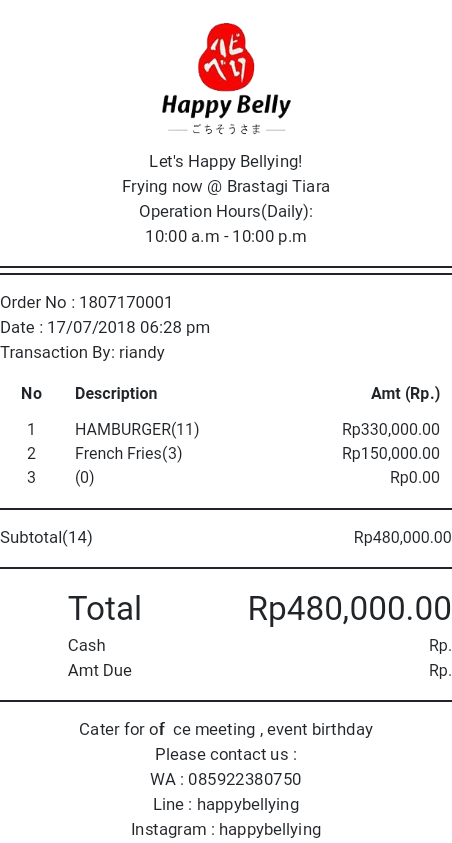 ハピ
べり
Happy Belly
ごちそうさま
Let's Happy Bellying!
Frying now @ Brastagi Tiara
Operation Hours(Daily):
10:00 a.m - 10:00 p.m
Order No : 1807170001
Date : 17/07/2018 06:28 pm
Transaction By: riandy
No Description Amt (Rp.)
1 HAMBURGER(11) Rp330,000.00
2 French Fries(3) Rp150,000.00
3 (0) Rp0.00
Subtotal(14) Rp480,000.00
Total Rp480,000.00
Cash Rp.
Amt Due Rp.
Cater for of ce meeting , event birthday
Please contact us :
WA : 085922380750
Line : happybellying
Instagram : happybellying